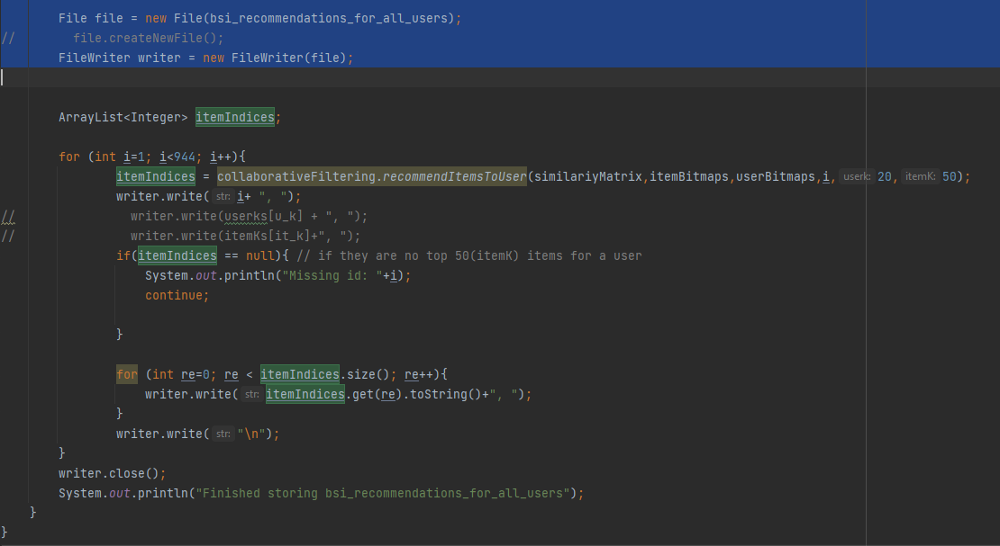 File file = new File(bsi_recommendations_for_all_users);
//        file.createNewFile();
FileWriter writer = new FileWriter(file);
ArrayList<Integer> itemIndices;
for (int i=1; i<944; i++){
itemIndices = collaborativeFiltering.recommendItemsToUser(similariyMatrix,itemBitmaps,userBitmaps,i, userk: 20, itemK: 50);
writer.write( str: i+ ", ");
//                writer.write(userks[u_k] + ", ");
//                writer.write(itemKs[it_k]+", ");
if(itemIndices == null){ // if they are no top 50(itemK) items for a user
System.out.println("Missing id: "+i);
continue;
}
for (int re=0; re < itemIndices.size(); re++){
writer.write( str: itemIndices.get(re).toString()+", ");
}
writer.write( str: "\n");
}
writer.close();
System.out.println("Finished storing bsi_recommendations_for_all_users");
}
}